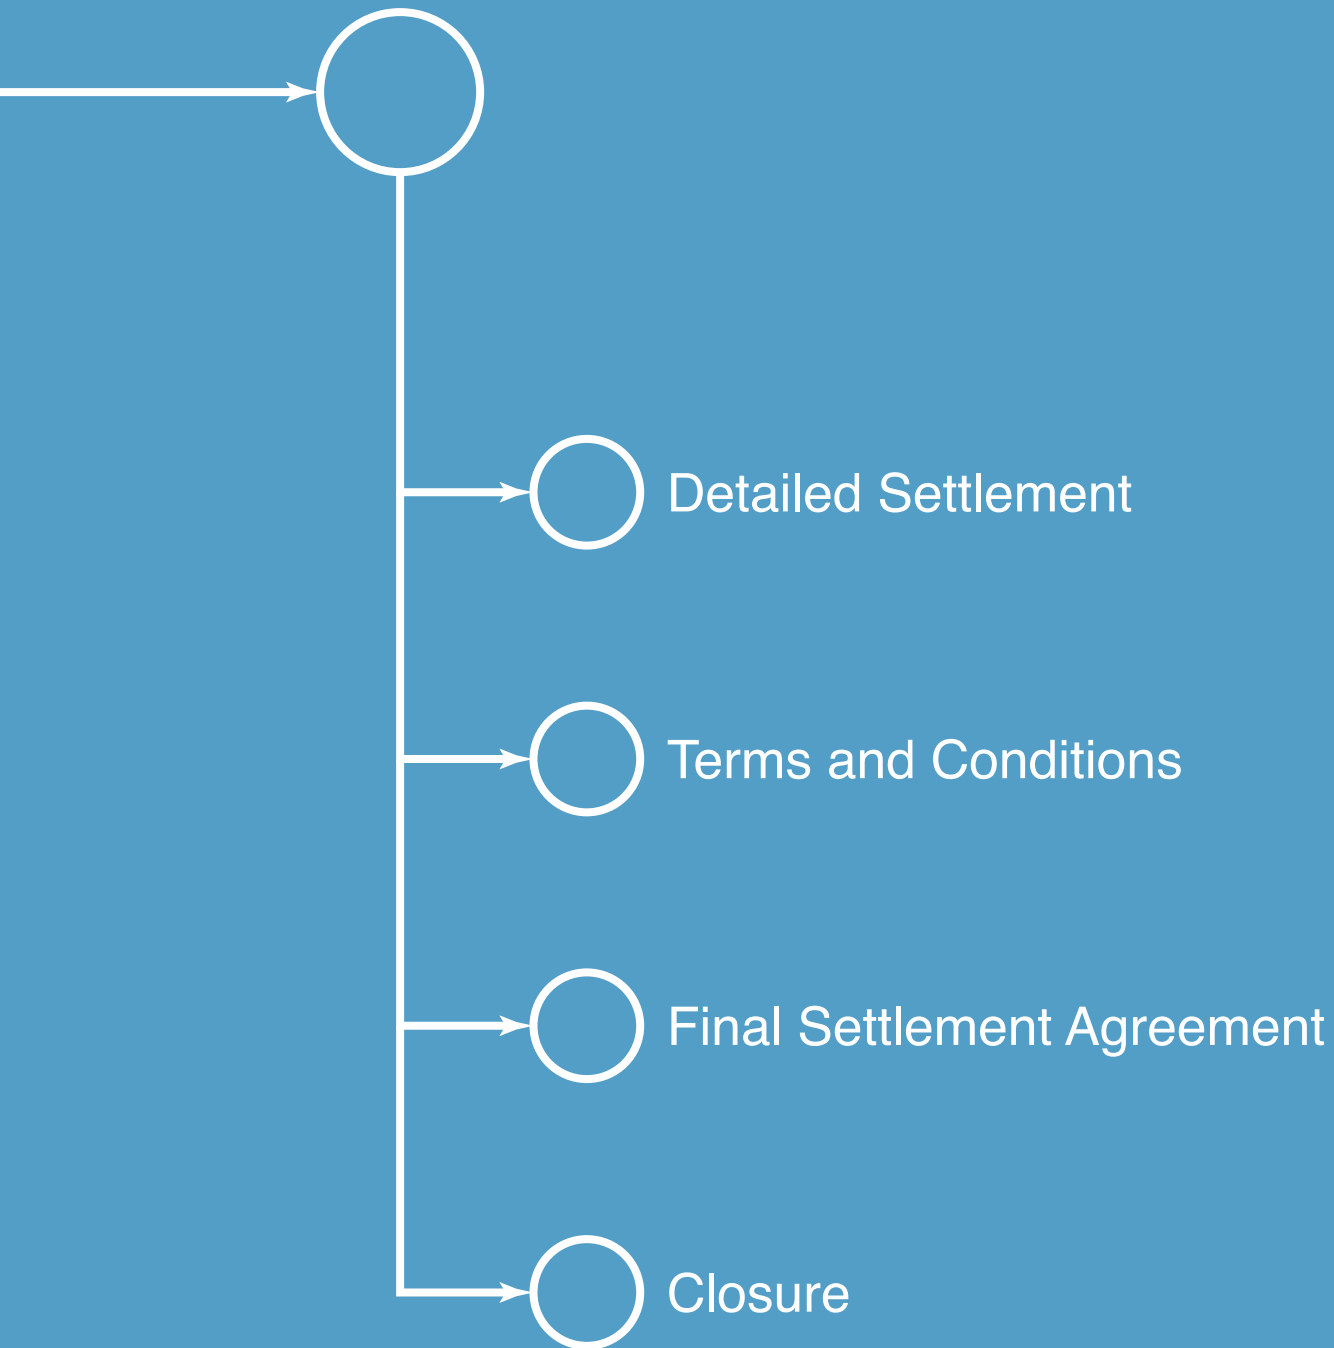 Detailed Settlement
Terms and Conditions
Final Settlement Agreement
Closure